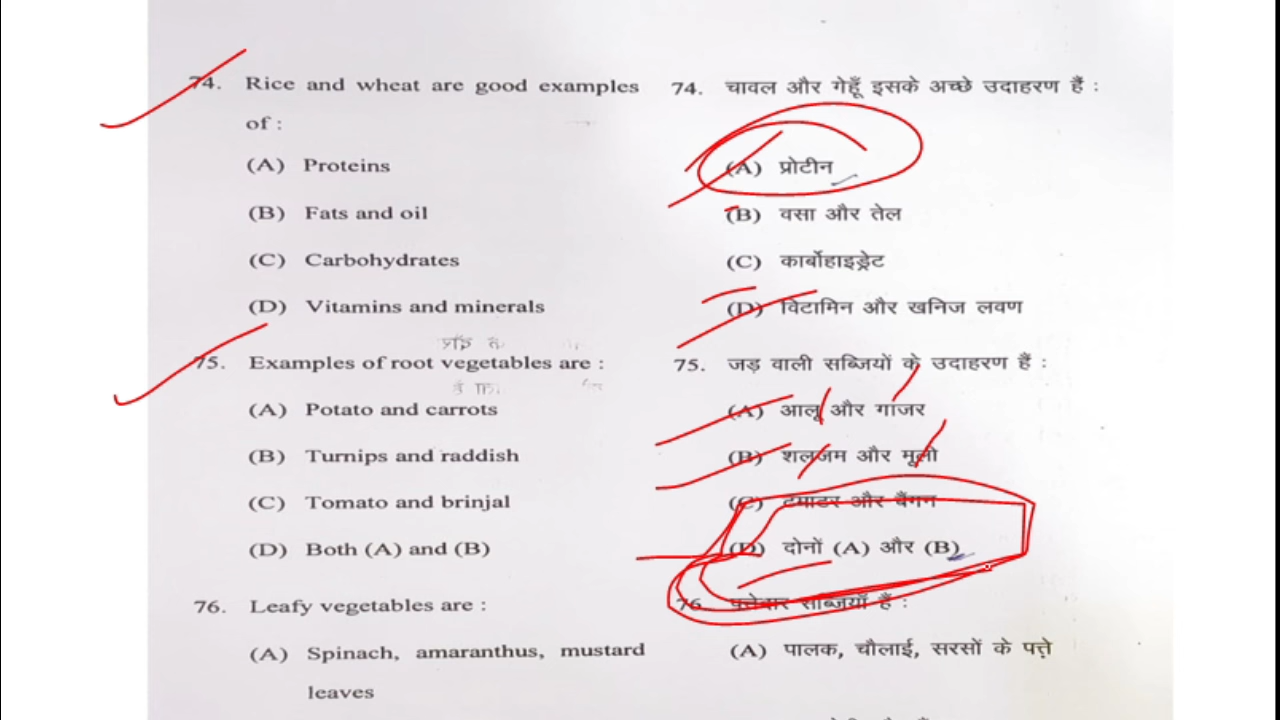 74. Rice and wheat are good examples
of :
(A) Proteins
(B) Fats and oil
(C) Carbohydrates
(D) Vitamins and minerals
75. Examples of root vegetables are :
(A) Potato and carrots
(B) Turnips and raddish
(C) Tomato and brinjal
(D) Both (A) and (B)
76. Leafy vegetables are :
(A) Spinach, amaranthus, mustard
leaves
74. चावल और गेहूँ इसके अच्छे उदाहरण हैं :
(A) प्रोटीन
(B) वसा और तेल
(C) कार्बोहाइड्रेट
(D) विटामिन और खनिज लवण
75. जड़ वाली सब्जियों के उदाहरण हैं :
(A) आलू और गाजर
(B) शलजम और मूली
(C) टमाटर और बैंगन
(D) दोनों (A) और (B)
76. पत्तेदार सब्जियाँ हैं :
(A) पालक, चौलाई, सरसों के पत्ते